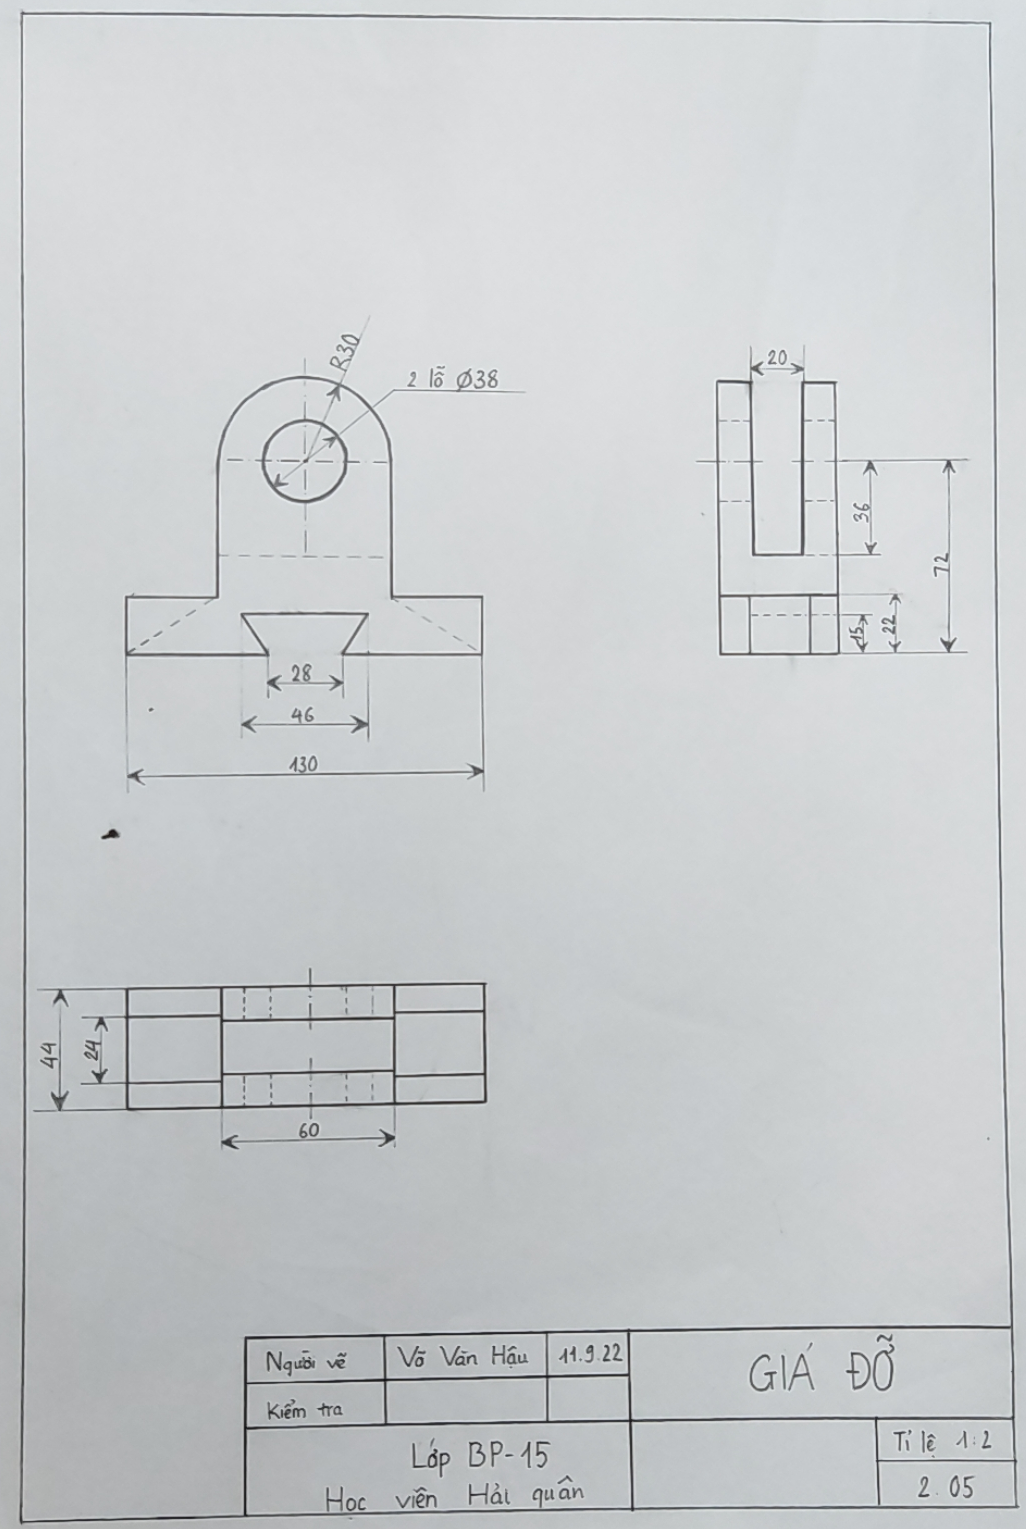 R30
2 lỗ Ø38
20
36
72
15
22
28
46
130
44
24
60
Người vẽ
Võ Văn Hậu
11.9.22
GIÁ ĐỠ
Kiểm tra
Lớp BP-15
Học viên Hải quân
Tỉ lệ 1:2
2.05